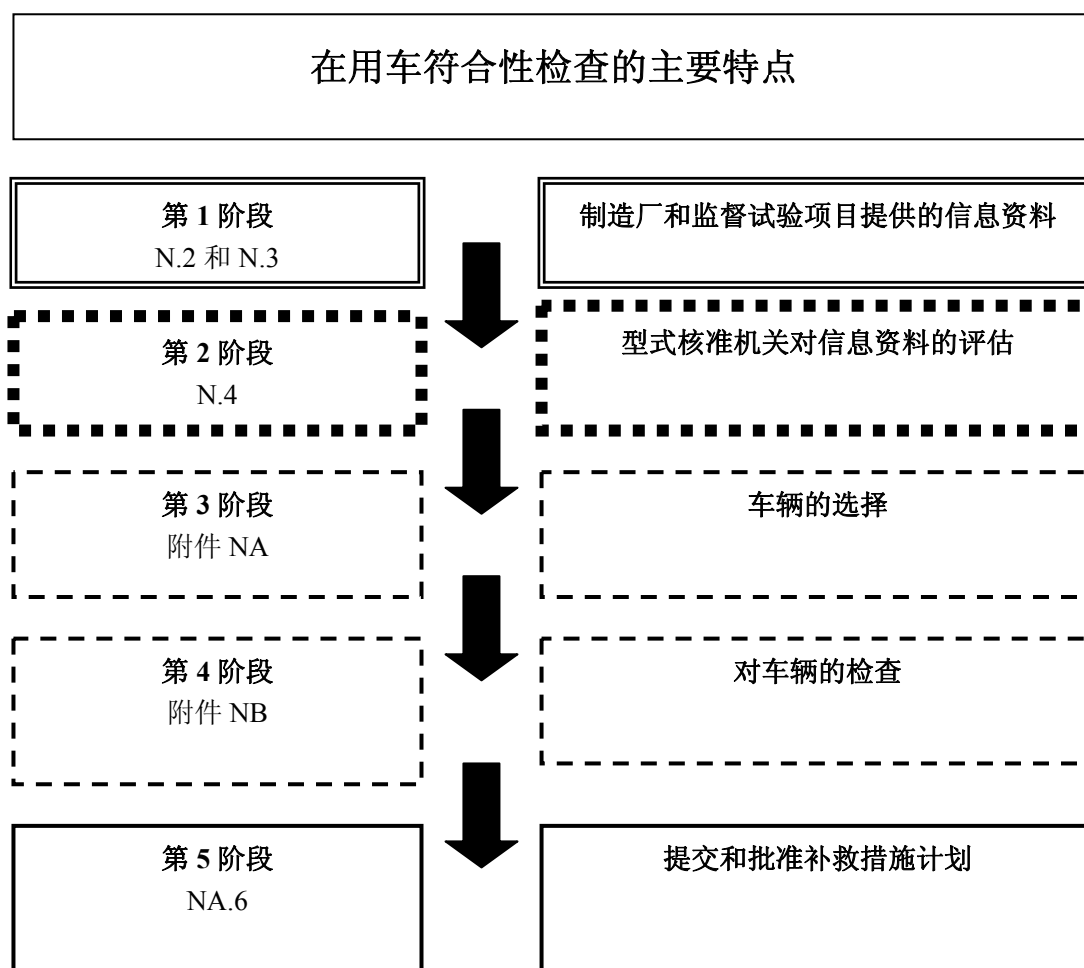 在用车符合性检查的主要特点
第 1 阶段
N.2 和 N.3
制造厂和监督试验项目提供的信息资料
第 2 阶段
N.4
型式核准机关对信息资料的评估
第 3 阶段
附件 NA
车辆的选择
第 4 阶段
附件 NB
对车辆的检查
第 5 阶段
NA.6
提交和批准补救措施计划